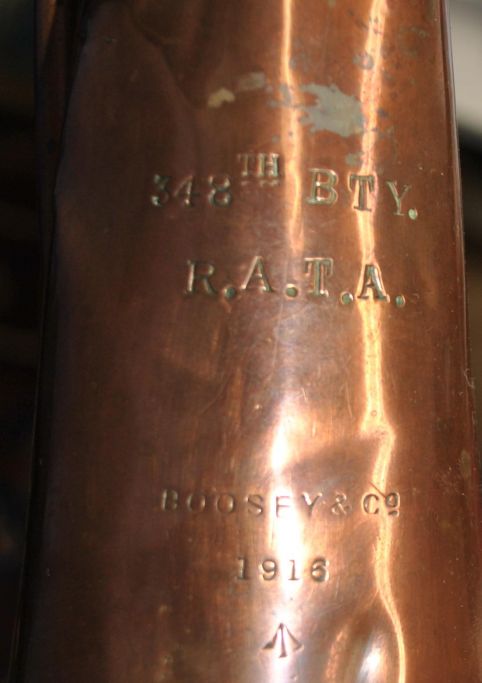 348TH BTY.
R.A.T.A.
BOOSEY & Co
1916